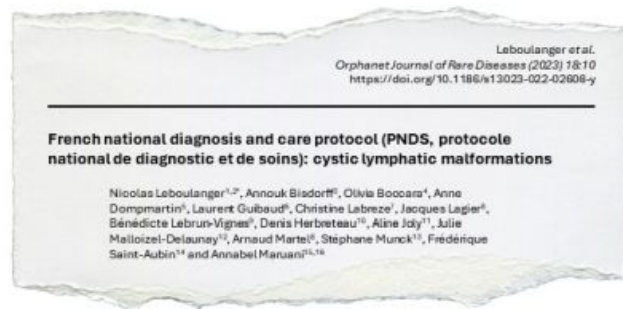 Leboulanger et al.
Orphanet Journal of Rare Diseases (2023) 18:10
https://doi.org/10.1186/s13023-022-02608-y
French national diagnosis and care protocol (PNDS, protocole
national de diagnostic et de soins): cystic lymphatic malformations
Nicolas Leboulanger¹,²*, Annouk Bisdorff³, Olivia Boccara⁴, Anne
Dompmartin⁵, Laurent Guibaud⁶, Christine Labreze⁷, Jacques Lagier⁸,
Bénédicte Lebrun-Vignes⁹, Denis Herbreteau¹⁰, Aline Joly¹¹, Julie
Malloizel-Delaunay¹², Arnaud Martel⁸, Stéphane Munck¹³, Frédérique
Saint-Aubin¹⁴ and Annabel Maruani¹⁵,¹⁶